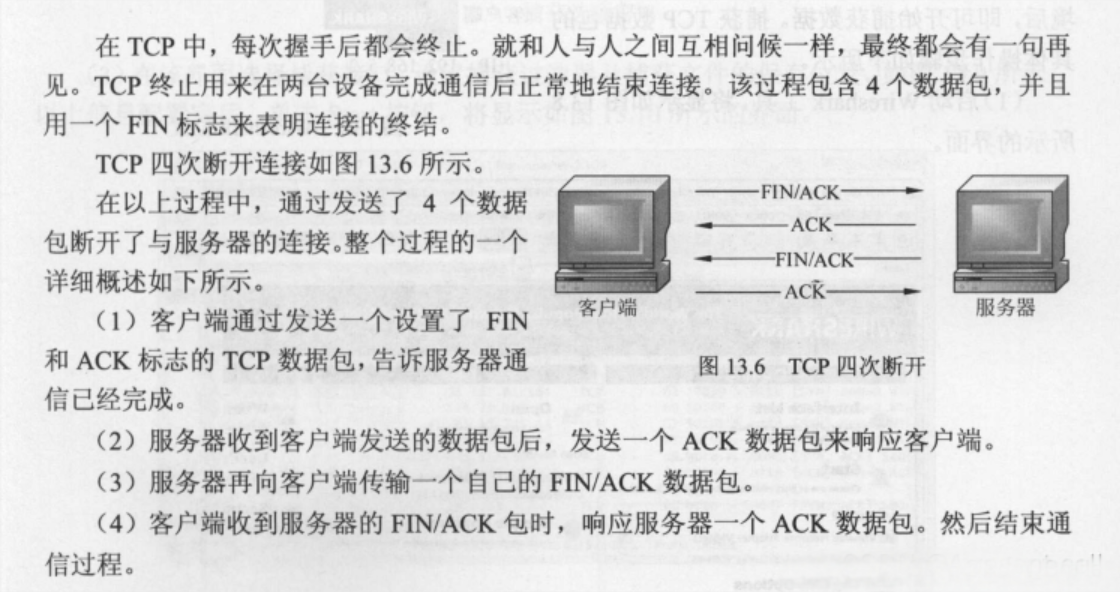 在 TCP 中，每次握手后都会终止。就和人与人之间互相问候一样，最终都会有一句再
见。TCP 终止用来在两台设备完成通信后正常地结束连接。该过程包含 4 个数据包，并且
用一个 FIN 标志来表明连接的终结。
TCP 四次断开连接如图 13.6 所示。
在以上过程中，通过发送了 4 个数据
包断开了与服务器的连接。整个过程的一个
详细概述如下所示。
（1）客户端通过发送一个设置了 FIN
和 ACK 标志的 TCP 数据包，告诉服务器通
信已经完成。
FIN/ACK
ACK
FIN/ACK
ACK
客户端
服务器
图 13.6 TCP 四次断开
（2）服务器收到客户端发送的数据包后，发送一个 ACK 数据包来响应客户端。
（3）服务器再向客户端传输一个自己的 FIN/ACK 数据包。
（4）客户端收到服务器的 FIN/ACK 包时，响应服务器一个 ACK 数据包。然后结束通
信过程。